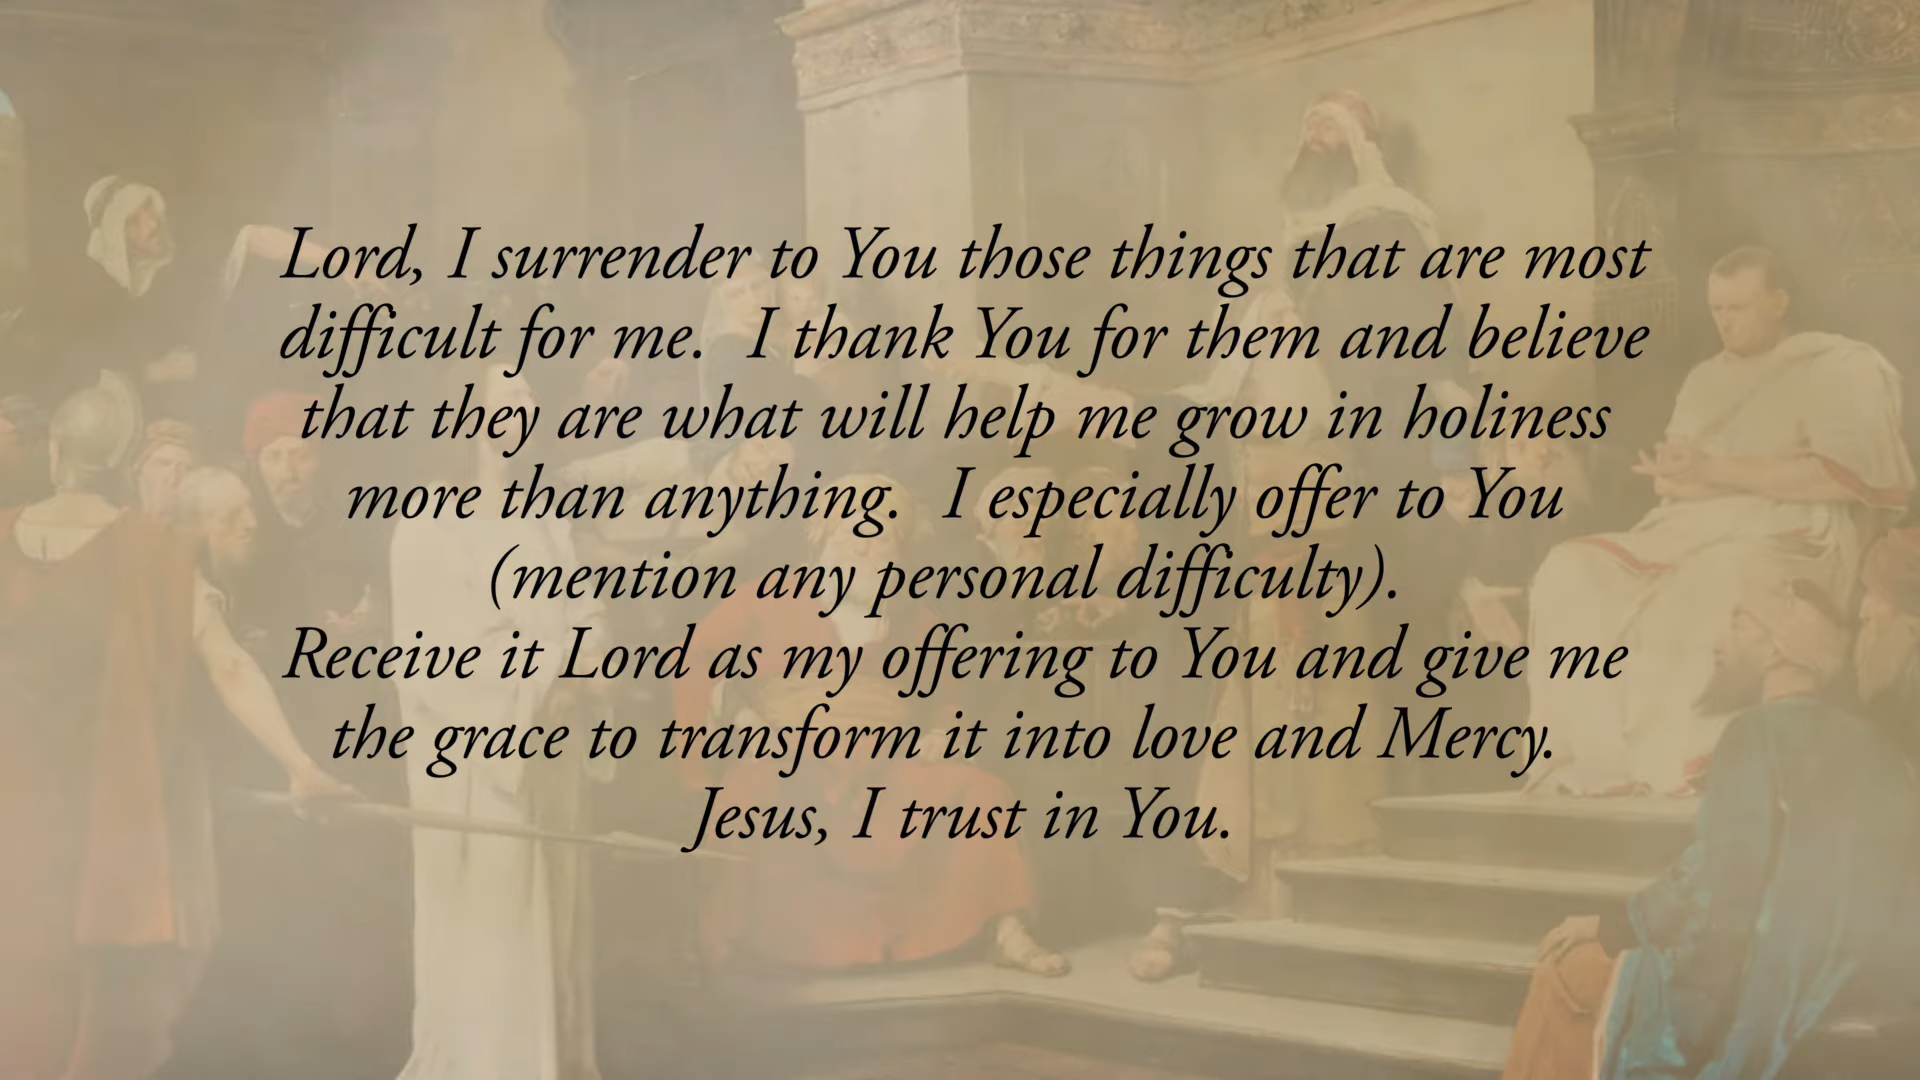 Lord, I surrender to You those things that are most
difficult for me.  I thank You for them and believe
that they are what will help me grow in holiness
more than anything.  I especially offer to You
(mention any personal difficulty).
Receive it Lord as my offering to You and give me
the grace to transform it into love and Mercy.
Jesus, I trust in You.